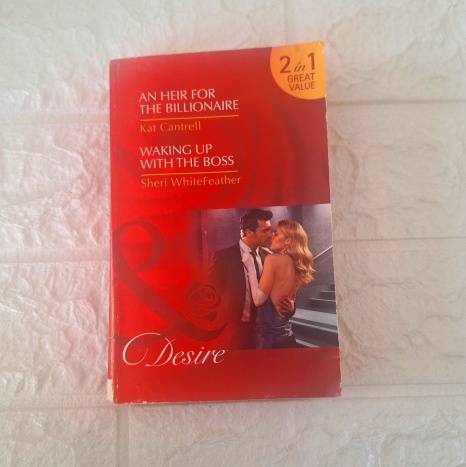 2 in 1
GREAT
VALUE
AN HEIR FOR
THE BILLIONAIRE
Kat Cantrell
WAKING UP
WITH THE BOSS
Sheri WhiteFeather
Desire